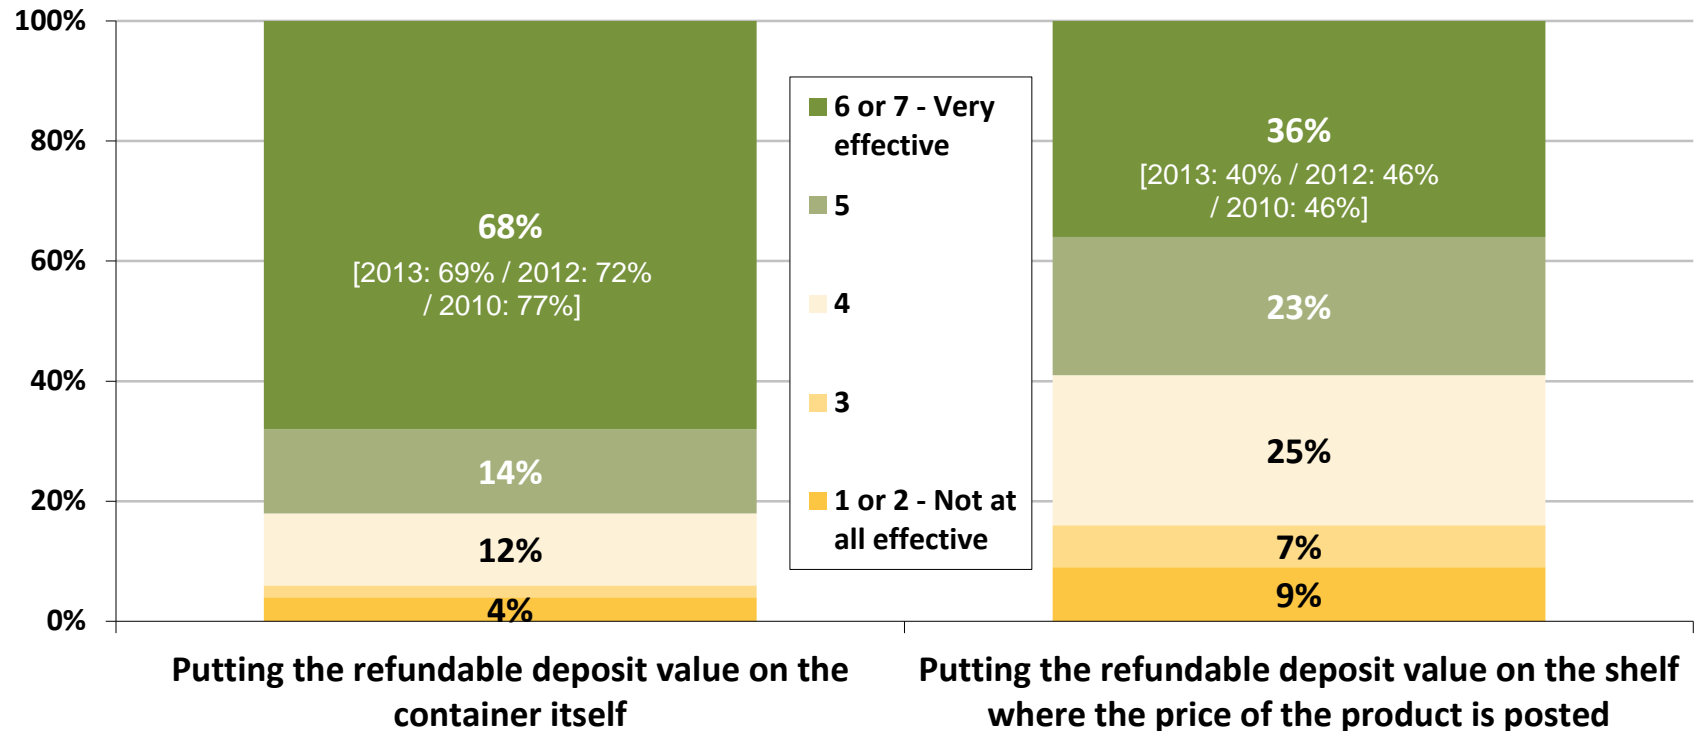 100%
80%
60%
40%
20%
0%
68%
[2013: 69% / 2012: 72%
/ 2010: 77%]
14%
12%
4%
6 or 7 - Very
effective
5
4
3
1 or 2 - Not at
all effective
36%
[2013: 40% / 2012: 46%
/ 2010: 46%]
23%
25%
7%
9%
Putting the refundable deposit value on the
container itself
Putting the refundable deposit value on the shelf
where the price of the product is posted